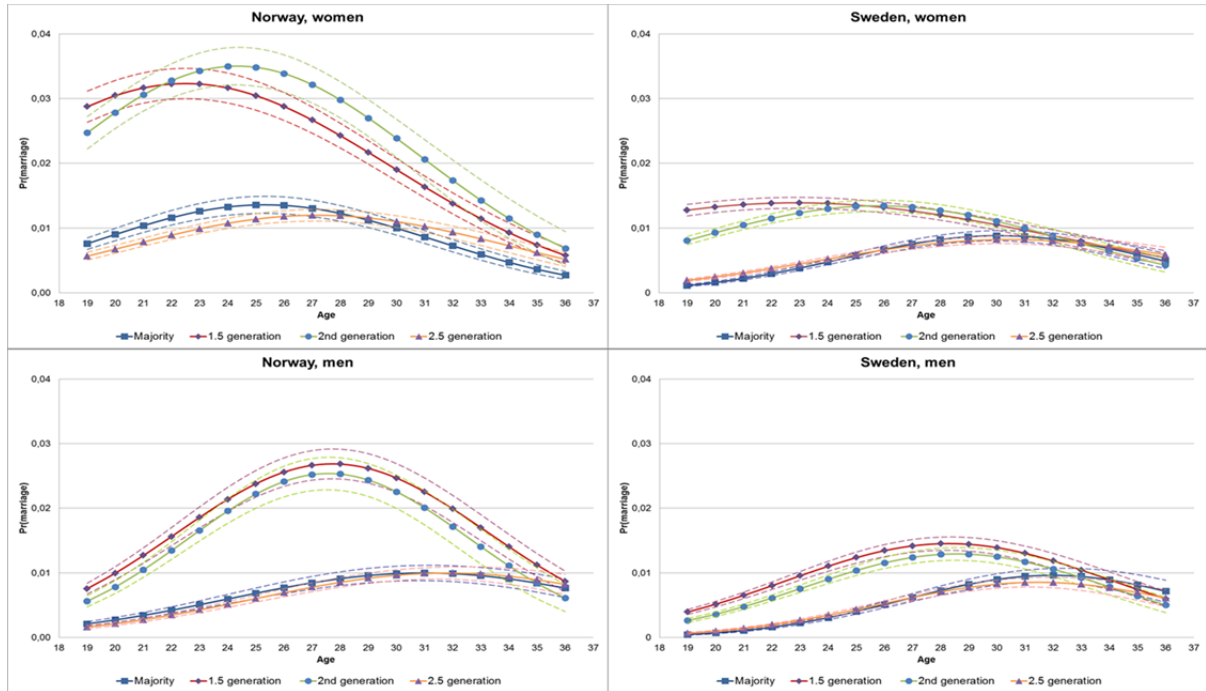 Norway, women
0,04
0,03
0,02
0,01
0,00
Pr(marriage)
18 19 20 21 22 23 24 25 26 27 28 29 30 31 32 33 34 35 36 37
Age
Majority 1.5 generation 2nd generation 2.5 generation
Sweden, women
0,04
0,03
0,02
0,01
0
Pr(marriage)
18 19 20 21 22 23 24 25 26 27 28 29 30 31 32 33 34 35 36 37
Age
Majority 1.5 generation 2nd generation 2.5 generation
Norway, men
0,04
0,03
0,02
0,01
0,00
Pr(marriage)
18 19 20 21 22 23 24 25 26 27 28 29 30 31 32 33 34 35 36 37
Age
Majority 1.5 generation 2nd generation 2.5 generation
Sweden, men
0,04
0,03
0,02
0,01
0
Pr(marriage)
18 19 20 21 22 23 24 25 26 27 28 29 30 31 32 33 34 35 36 37
Age
Majority 1.5 generation 2nd generation 2.5 generation